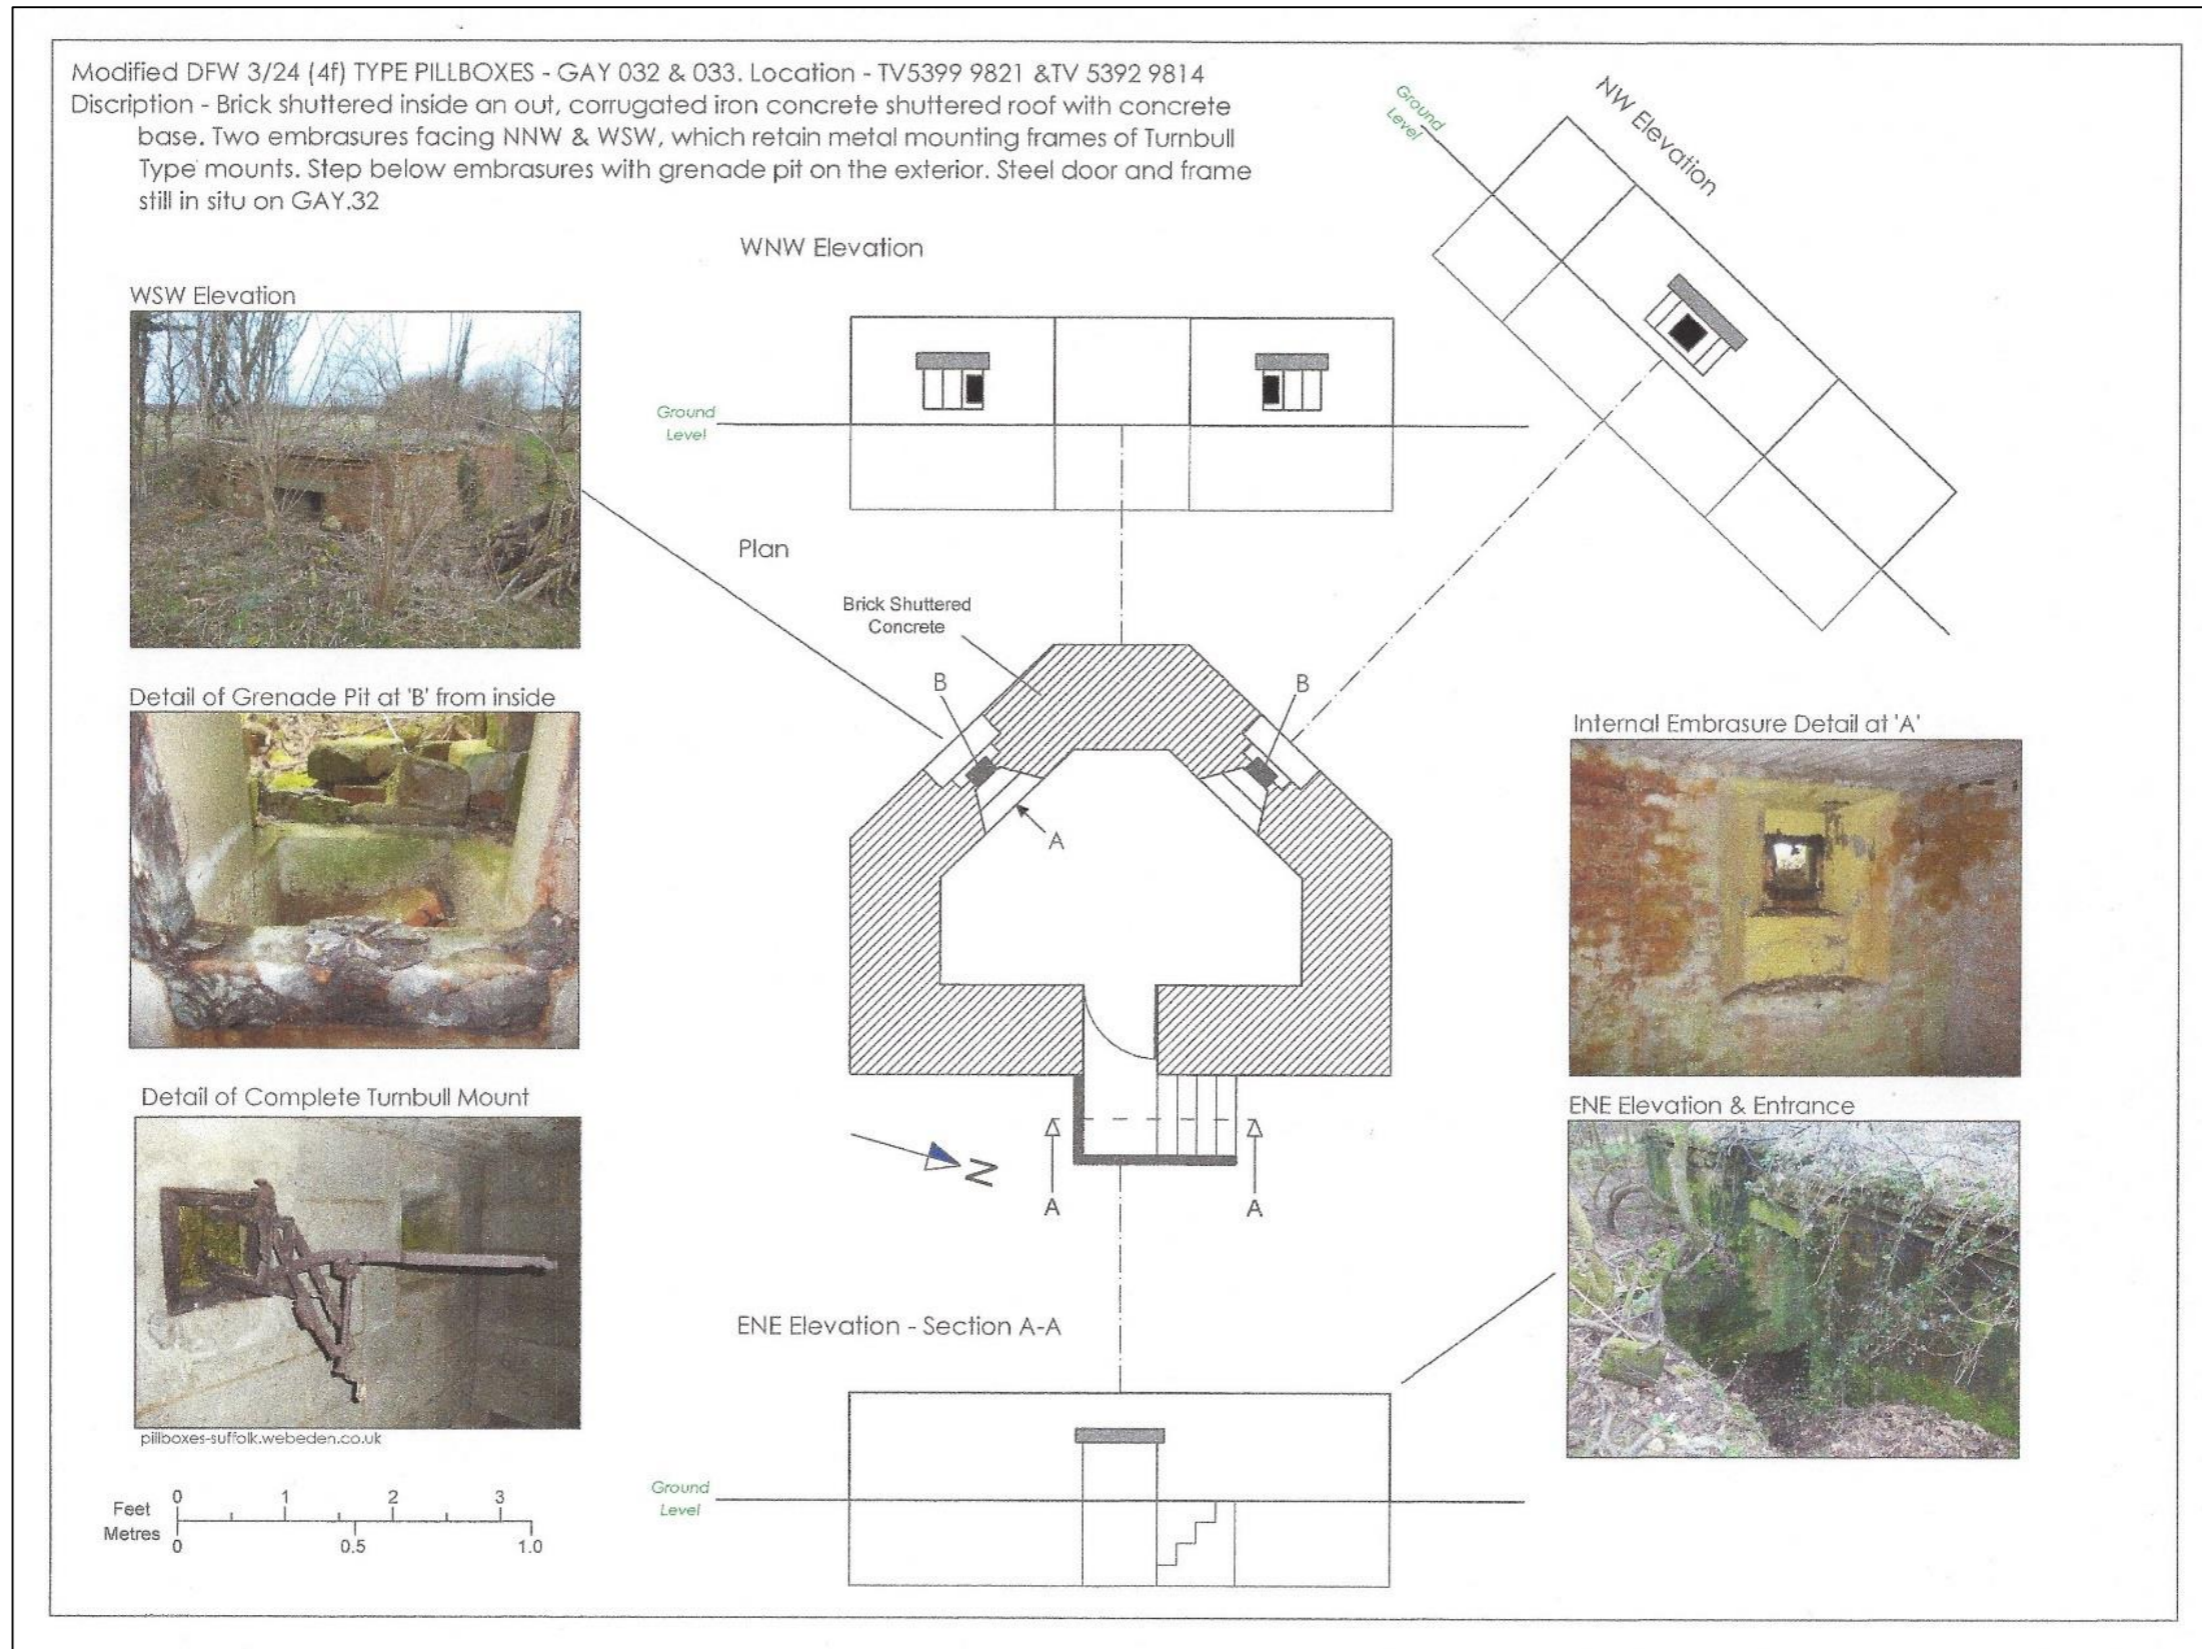 Modified DFW 3/24 (4f) TYPE PILLBOXES - GAY 032 & 033. Location - TV5399 9821 &TV 5392 9814
Discription - Brick shuttered inside an out, corrugated iron concrete shuttered roof with concrete
base. Two embrasures facing NNW & WSW, which retain metal mounting frames of Turnbull
Type mounts. Step below embrasures with grenade pit on the exterior. Steel door and frame
still in situ on GAY.32
Ground
Level
NW Elevation
WNW Elevation
WSW Elevation
Ground
Level
Plan
Brick Shuttered
Concrete
B
B
A
Detail of Grenade Pit at 'B' from inside
Internal Embrasure Detail at 'A'
Detail of Complete Turnbull Mount
ENE Elevation & Entrance
N
A
A
ENE Elevation - Section A-A
pillboxes-suffolk.webeden.co.uk
Ground
Level
Feet
0 1 2 3
Metres
0 0.5 1.0